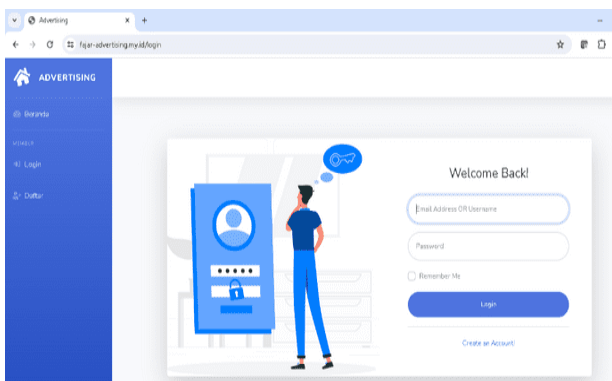 Advertising
fajar-advertising.my.id/login
ADVERTISING
Beranda
MEMBER
Login
Daftar
Welcome Back!
Email Address OR Username
Password
Remember Me
Login
Create an Account!